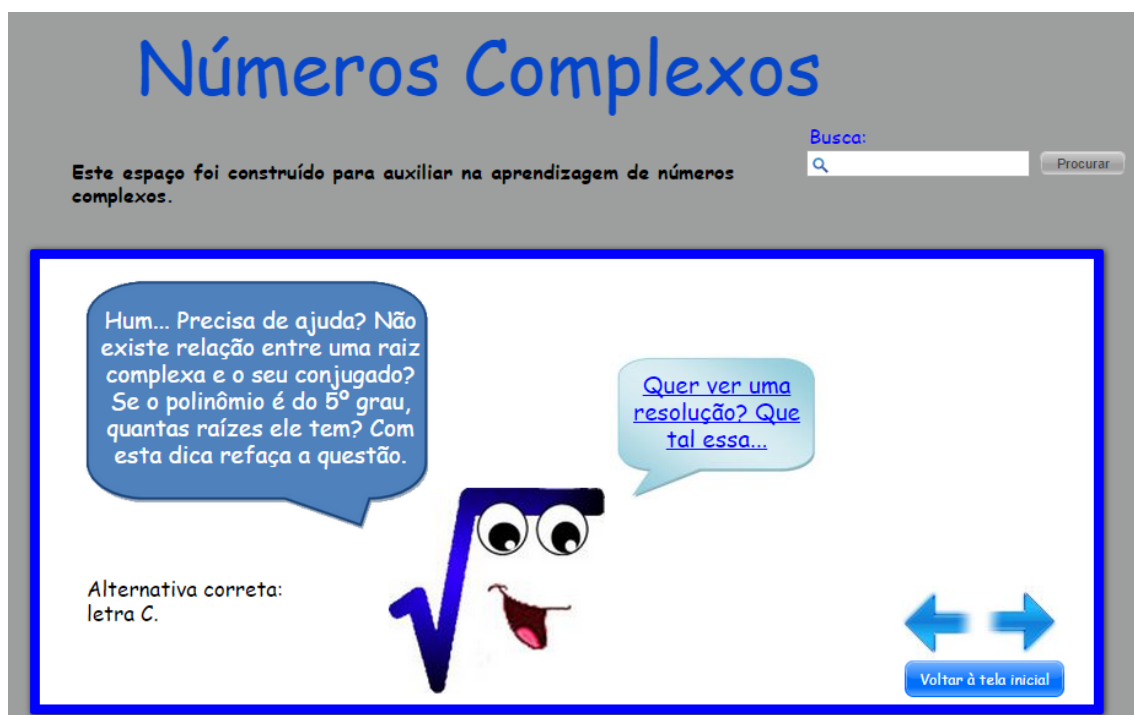 Números Complexos
Busca:
Procurar
Este espaço foi construído para auxiliar na aprendizagem de números
complexos.
Hum... Precisa de ajuda? Não
existe relação entre uma raiz
complexa e o seu conjugado?
Se o polinômio é do 5º grau,
quantas raízes ele tem? Com
esta dica refaça a questão.
Quer ver uma
resolução? Que
tal essa...
Alternativa correta:
letra C.
Voltar à tela inicial